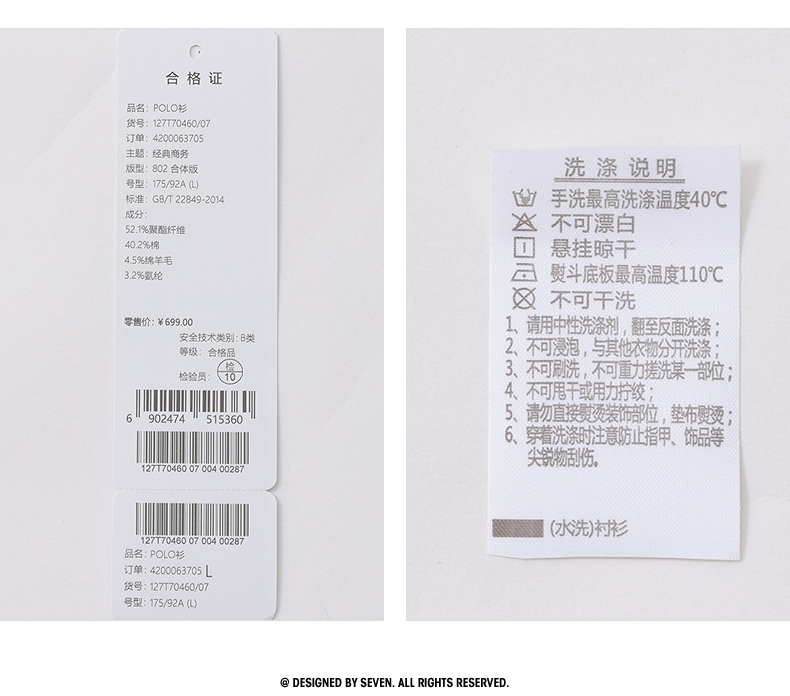 合格证
品名: POLO衫
货号: 127T70460/07
订单: 4200063705
主题: 经典商务
版型: 802 合体版
号型: 175/92A (L)
标准: GB/T 22849-2014
成分:
52.1%聚酯纤维
40.2%棉
4.5%绵羊毛
3.2%氨纶
零售价: ¥699.00
安全技术类别: B类
等级: 合格品
检验员: 检 10
6 902474 515360
127T70460 07 004 00287
127T70460 07 004 00287
品名: POLO衫
订单: 4200063705 L
货号: 127T70460/07
号型: 175/92A (L)
洗涤说明
手洗最高洗涤温度40℃
不可漂白
悬挂晾干
熨斗底板最高温度110℃
不可干洗
1、请用中性洗涤剂，翻至反面洗涤；
2、不可浸泡，与其他衣物分开洗涤；
3、不可刷洗，不可重力搓洗某一部位；
4、不可甩干或用力拧绞；
5、请勿直接熨烫装饰部位，垫布熨烫；
6、穿着洗涤时注意防止指甲、饰品等
尖锐物刮伤。
(水洗)衬衫
@ DESIGNED BY SEVEN. ALL RIGHTS RESERVED.